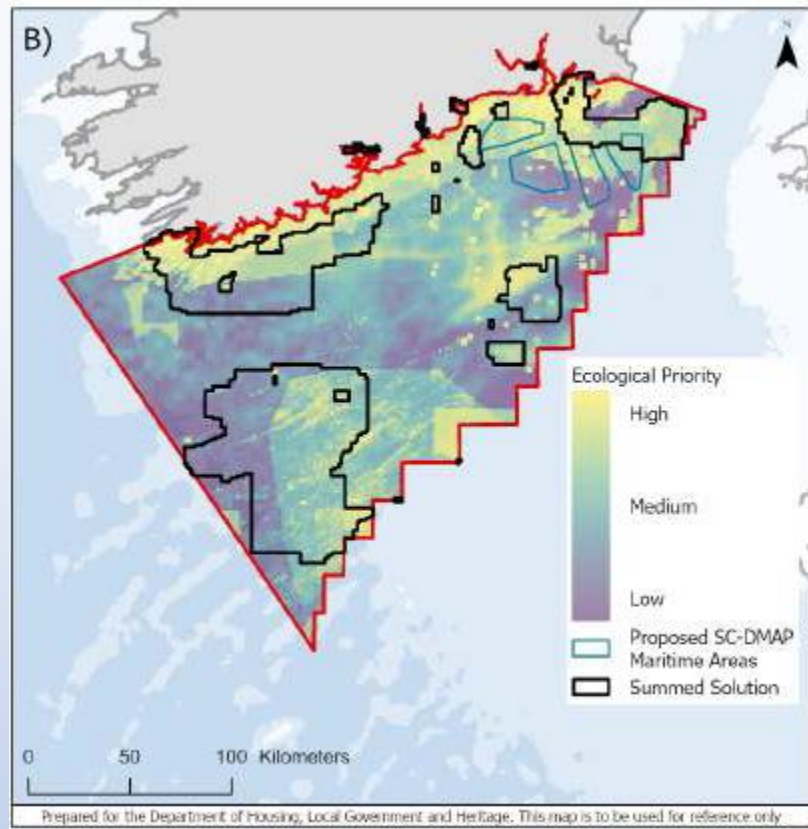 B)
Ecological Priority
High
Medium
Low
Proposed SC-DMAP
Maritime Areas
Summed Solution
0 50 100 Kilometers
Prepared for the Department of Housing, Local Government and Heritage. This map is to be used for reference only